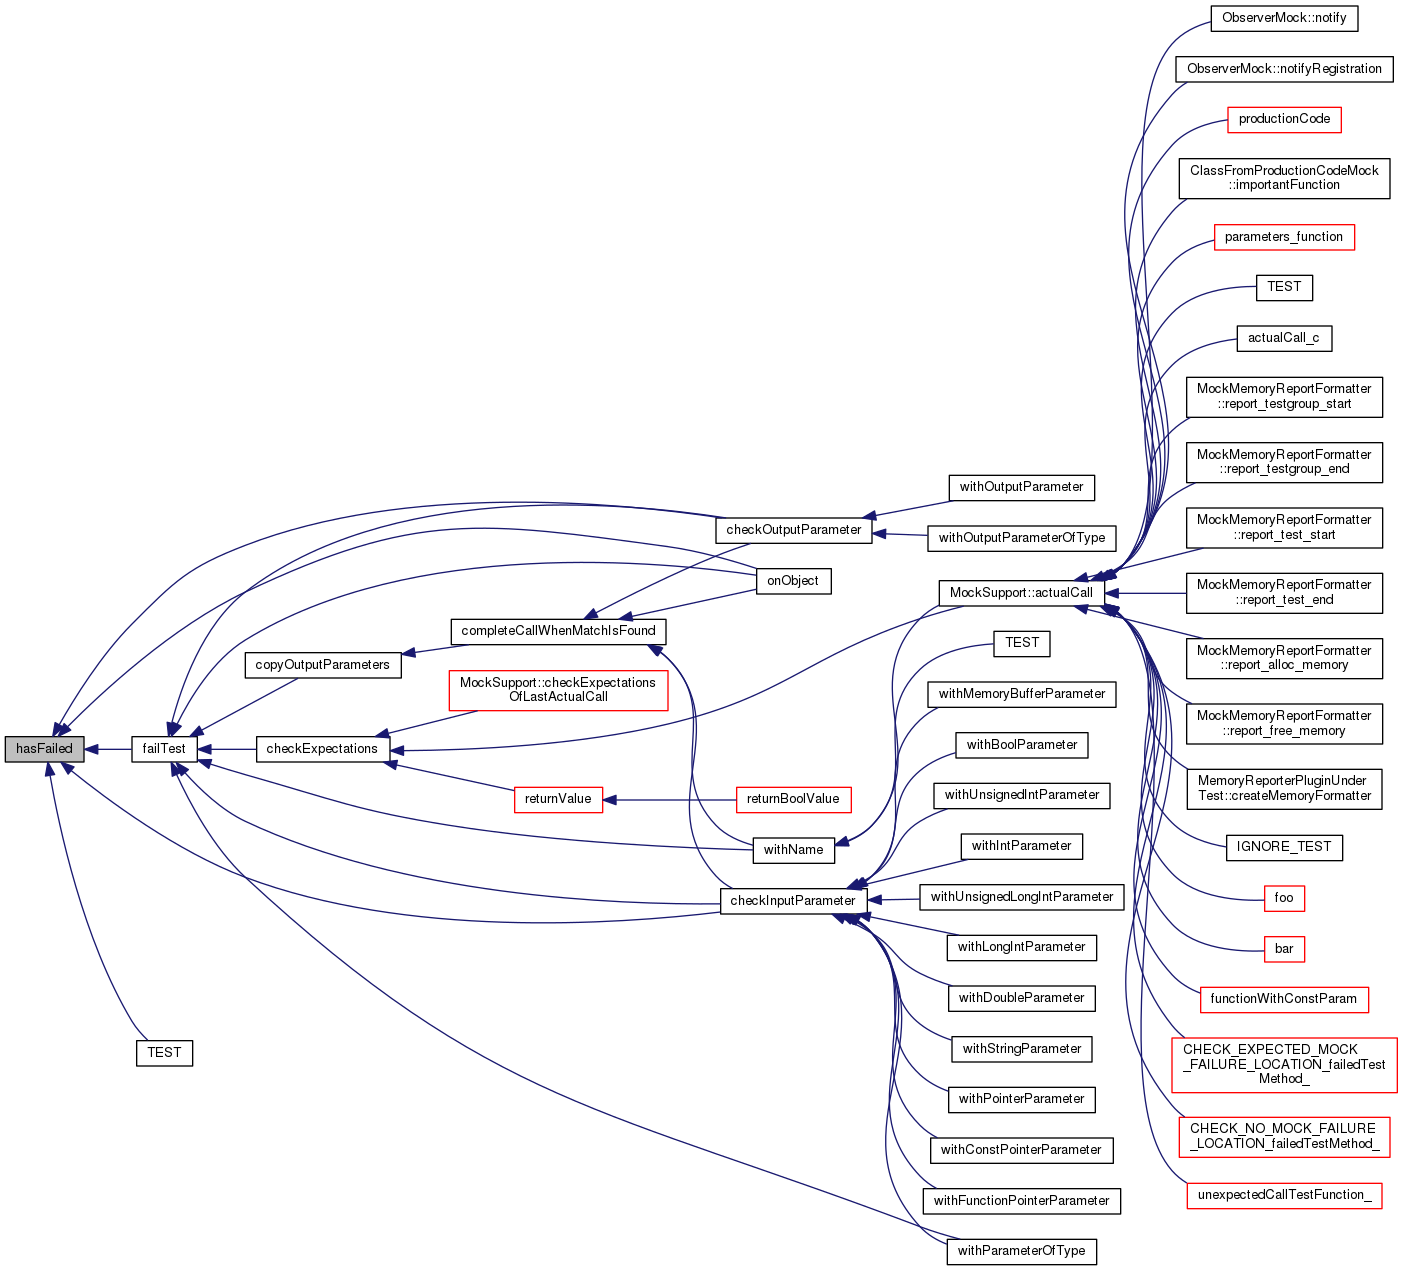 hasFailed
failTest
TEST
copyOutputParameters
checkExpectations
completeCallWhenMatchIsFound
MockSupport::checkExpectations
OfLastActualCall
returnValue
checkOutputParameter
onObject
returnBoolValue
withName
checkInputParameter
withOutputParameter
withOutputParameterOfType
MockSupport::actualCall
TEST
withMemoryBufferParameter
withBoolParameter
withUnsignedIntParameter
withIntParameter
withUnsignedLongIntParameter
withLongIntParameter
withDoubleParameter
withStringParameter
withPointerParameter
withConstPointerParameter
withFunctionPointerParameter
withParameterOfType
ObserverMock::notify
ObserverMock::notifyRegistration
productionCode
ClassFromProductionCodeMock
::importantFunction
parameters_function
TEST
actualCall_c
MockMemoryReportFormatter
::report_testgroup_start
MockMemoryReportFormatter
::report_testgroup_end
MockMemoryReportFormatter
::report_test_start
MockMemoryReportFormatter
::report_test_end
MockMemoryReportFormatter
::report_alloc_memory
MockMemoryReportFormatter
::report_free_memory
MemoryReporterPluginUnder
Test::createMemoryFormatter
IGNORE_TEST
foo
bar
functionWithConstParam
CHECK_EXPECTED_MOCK
_FAILURE_LOCATION_failedTest
Method_
CHECK_NO_MOCK_FAILURE
_LOCATION_failedTestMethod_
unexpectedCallTestFunction_